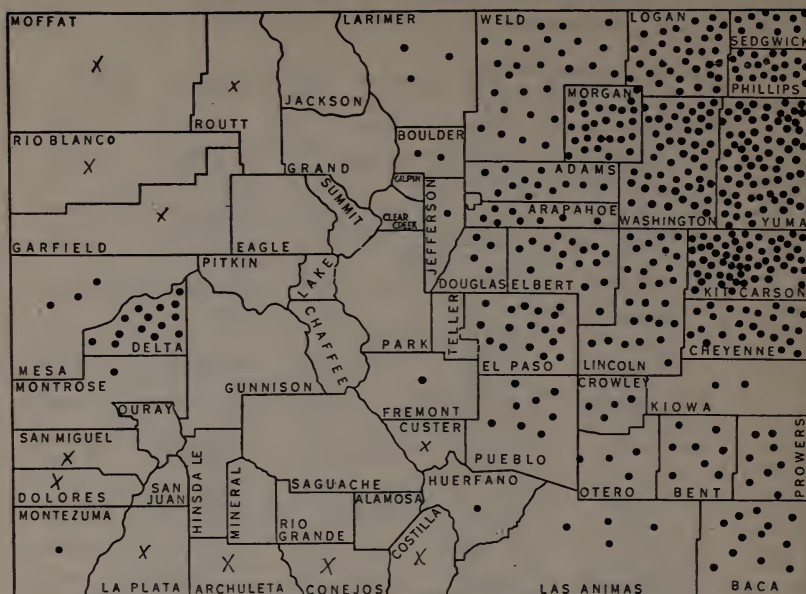 MOFFAT
LARIMER
WELD
LOGAN
SEDGWICK
X
X
JACKSON
MORGAN
PHILLIPS
ROUTT
RIO BLANCO
BOULDER
X
GRAND
ADAMS
GILPIN
SUMMIT
X
CLEAR CREEK
JEFFERSON
ARAPAHOE
WASHINGTON
YUMA
GARFIELD
EAGLE
PITKIN
LAKE
DOUGLAS
ELBERT
KIT CARSON
CHAFFEE
TELLER
DELTA
PARK
MESA
EL PASO
LINCOLN
CHEYENNE
MONTROSE
GUNNISON
CROWLEY
OURAY
FREMONT
KIOWA
SAN MIGUEL
CUSTER
X
X
HINSDALE
PUEBLO
PROWERS
X
SAGUACHE
HUERFANO
DOLORES
SAN JUAN
MINERAL
ALAMOSA
OTERO
BENT
MONTEZUMA
RIO GRANDE
COSTILLA
X
X
X
X
LA PLATA
ARCHULETA
CONEJOS
LAS ANIMAS
BACA